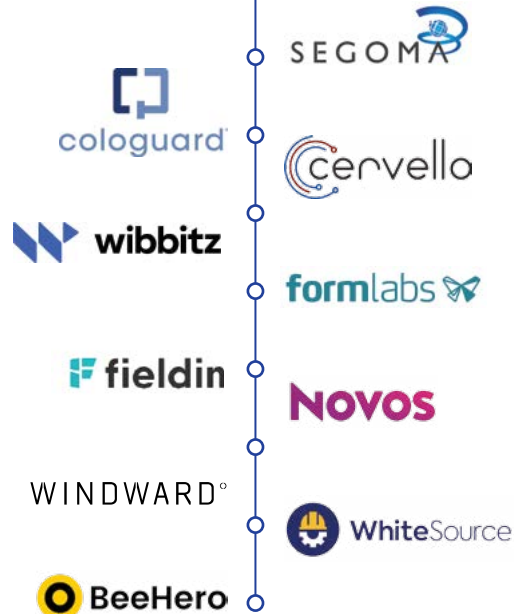 SEGOMA
cologuard
cervello
wibbitz
formlabs
fieldin
NOVOS
WINDWARD°
WhiteSource
BeeHero